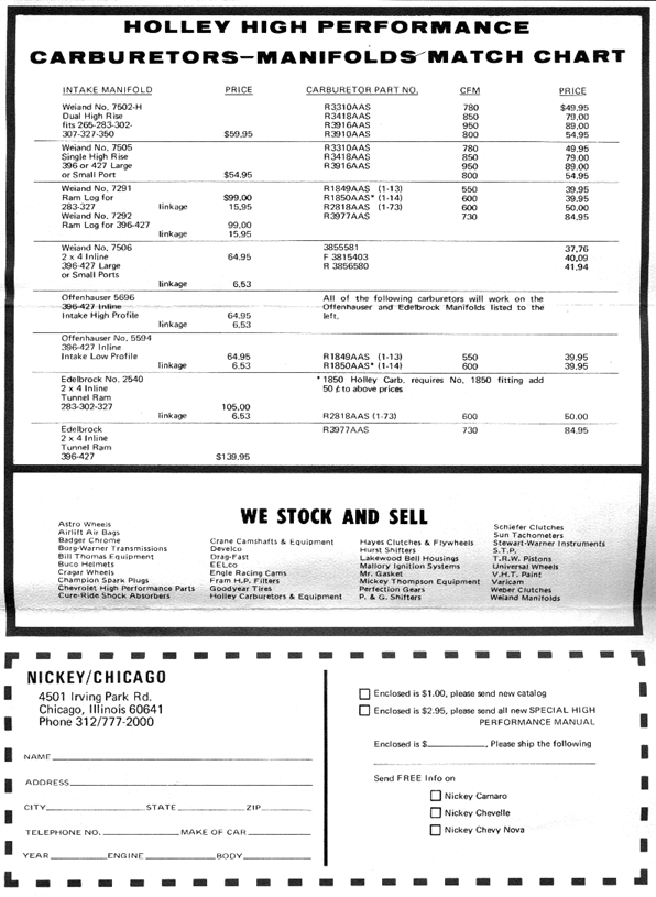 HOLLEY HIGH PERFORMANCE
CARBURETORS—MANIFOLDS MATCH CHART
INTAKE MANIFOLD PRICE CARBURETOR PART NO. CFM PRICE
Weiand No. 7502-H R3310AAS 780 $49.95
Dual High Rise R3418AAS 850 79.00
fits 265-283-302- R3916AAS 950 89.00
307-327-350 $59.95 R3910AAS 800 54.95
Weiand No. 7505 R3310AAS 780 49.95
Single High Rise R3418AAS 850 79.00
396 or 427 Large R3916AAS 950 89.00
or Small Port $54.95 800 54.95
Weiand No. 7291 R1849AAS (1-13) 550 39.95
Ram Log for $99.00 R1850AAS* (1-14) 600 39.95
283-327 linkage 15.95 R2818AAS (1-73) 600 50.00
Weiand No. 7292 R3977AAS 730 84.95
Ram Log for 396-427 99.00
linkage 15.95
Weiand No. 7506 3855581 37.76
2 x 4 Inline 64.95 F 3815403 40.09
396-427 Large R 3856580 41.94
or Small Ports
linkage 6.53
Offenhauser 5696 All of the following carburetors will work on the
396-427 Inline Offenhauser and Edelbrock Manifolds listed to the
Intake High Profile 64.95 left.
linkage 6.53
Offenhauser No. 5594
396-427 Inline
Intake Low Profile 64.95 R1849AAS (1-13) 550 39.95
linkage 6.53 R1850AAS* (1-14) 600 39.95
Edelbrock No. 2540 * 1850 Holley Carb. requires No. 1850 fitting add
2 x 4 Inline 50 ¢ to above prices
Tunnel Ram
283-302-327 105.00
linkage 6.53 R2818AAS (1-73) 600 50.00
Edelbrock R3977AAS 730 84.95
2 x 4 Inline
Tunnel Ram
396-427 $139.95
WE STOCK AND SELL
Astro Wheels
Airlift Air Bags
Badger Chrome
Borg-Warner Transmissions
Bill Thomas Equipment
Buco Helmets
Cragar Wheels
Champion Spark Plugs
Chevrolet High Performance Parts
Cure-Ride Shock Absorbers
Crane Camshafts & Equipment
Develco
Drag-Fast
EELco
Engle Racing Cams
Fram H.P. Filters
Goodyear Tires
Holley Carburetors & Equipment
Hayes Clutches & Flywheels
Hurst Shifters
Lakewood Bell Housings
Mallory Ignition Systems
Mr. Gasket
Mickey Thompson Equipment
Perfection Gears
P. & G. Shifters
Schiefer Clutches
Sun Tachometers
Stewart-Warner Instruments
S.T.P.
T.R.W. Pistons
Universal Wheels
V.H.T. Paint
Varicam
Weber Clutches
Weiand Manifolds
NICKEY/CHICAGO
4501 Irving Park Rd.
Chicago, Illinois 60641
Phone 312/777-2000
NAME
ADDRESS
CITY STATE ZIP
TELEPHONE NO. MAKE OF CAR
YEAR ENGINE BODY
Enclosed is $1.00, please send new catalog
Enclosed is $2.95, please send all new SPECIAL HIGH
PERFORMANCE MANUAL
Enclosed is $ , Please ship the following
Send FREE Info on
Nickey Camaro
Nickey Chevelle
Nickey Chevy Nova